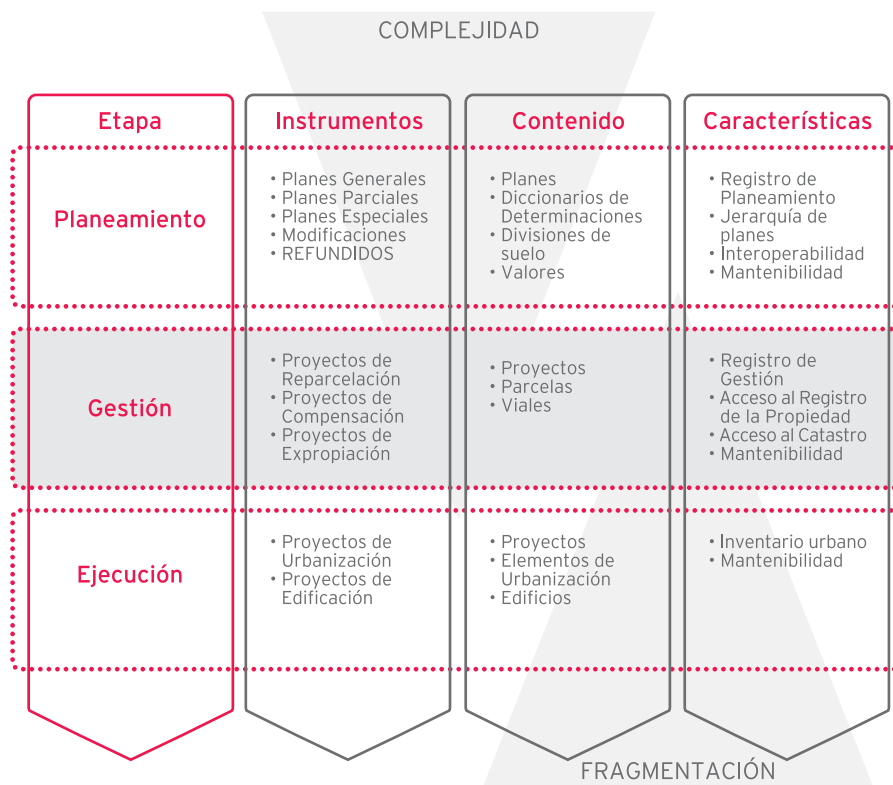 COMPLEJIDAD
Etapa
Instrumentos
Contenido
Características
Planeamiento
• Planes Generales
• Planes Parciales
• Planes Especiales
• Modificaciones
• REFUNDIDOS
• Planes
• Diccionarios de
Determinaciones
• Divisiones de
suelo
• Valores
• Registro de
Planeamiento
• Jerarquía de
planes
• Interoperabilidad
• Mantenibilidad
Gestión
• Proyectos de
Reparcelación
• Proyectos de
Compensación
• Proyectos de
Expropiación
• Proyectos
• Parcelas
• Viales
• Registro de
Gestión
• Acceso al Registro
de la Propiedad
• Acceso al Catastro
• Mantenibilidad
Ejecución
• Proyectos de
Urbanización
• Proyectos de
Edificación
• Proyectos
• Elementos de
Urbanización
• Edificios
• Inventario urbano
• Mantenibilidad
FRAGMENTACIÓN